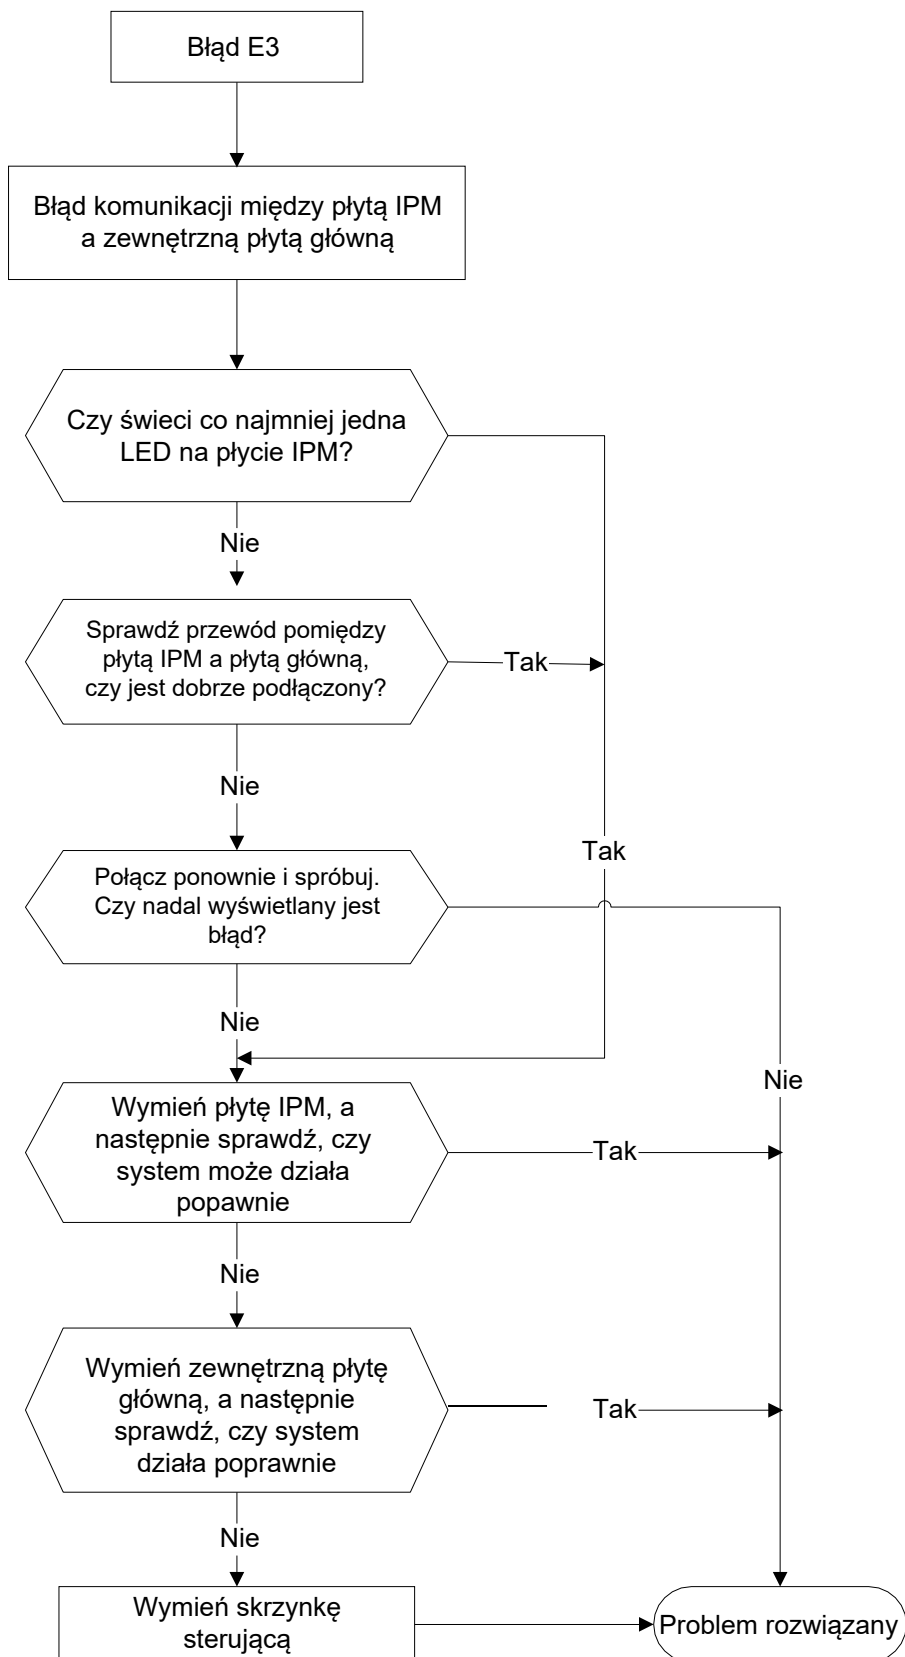 Błąd E3
Błąd komunikacji między płytą IPM
a zewnętrzną płytą główną
Czy świeci co najmniej jedna
LED na płycie IPM?
Nie
Sprawdź przewód pomiędzy
płytą IPM a płytą główną,
czy jest dobrze podłączony?
Tak
Nie
Tak
Połącz ponownie i spróbuj.
Czy nadal wyświetlany jest
błąd?
Nie
Nie
Wymień płytę IPM, a
następnie sprawdź, czy
system może działa
popawnie
Tak
Nie
Wymień zewnętrzną płytę
główną, a następnie
sprawdź, czy system
działa poprawnie
Tak
Nie
Wymień skrzynkę
sterującą
Problem rozwiązany